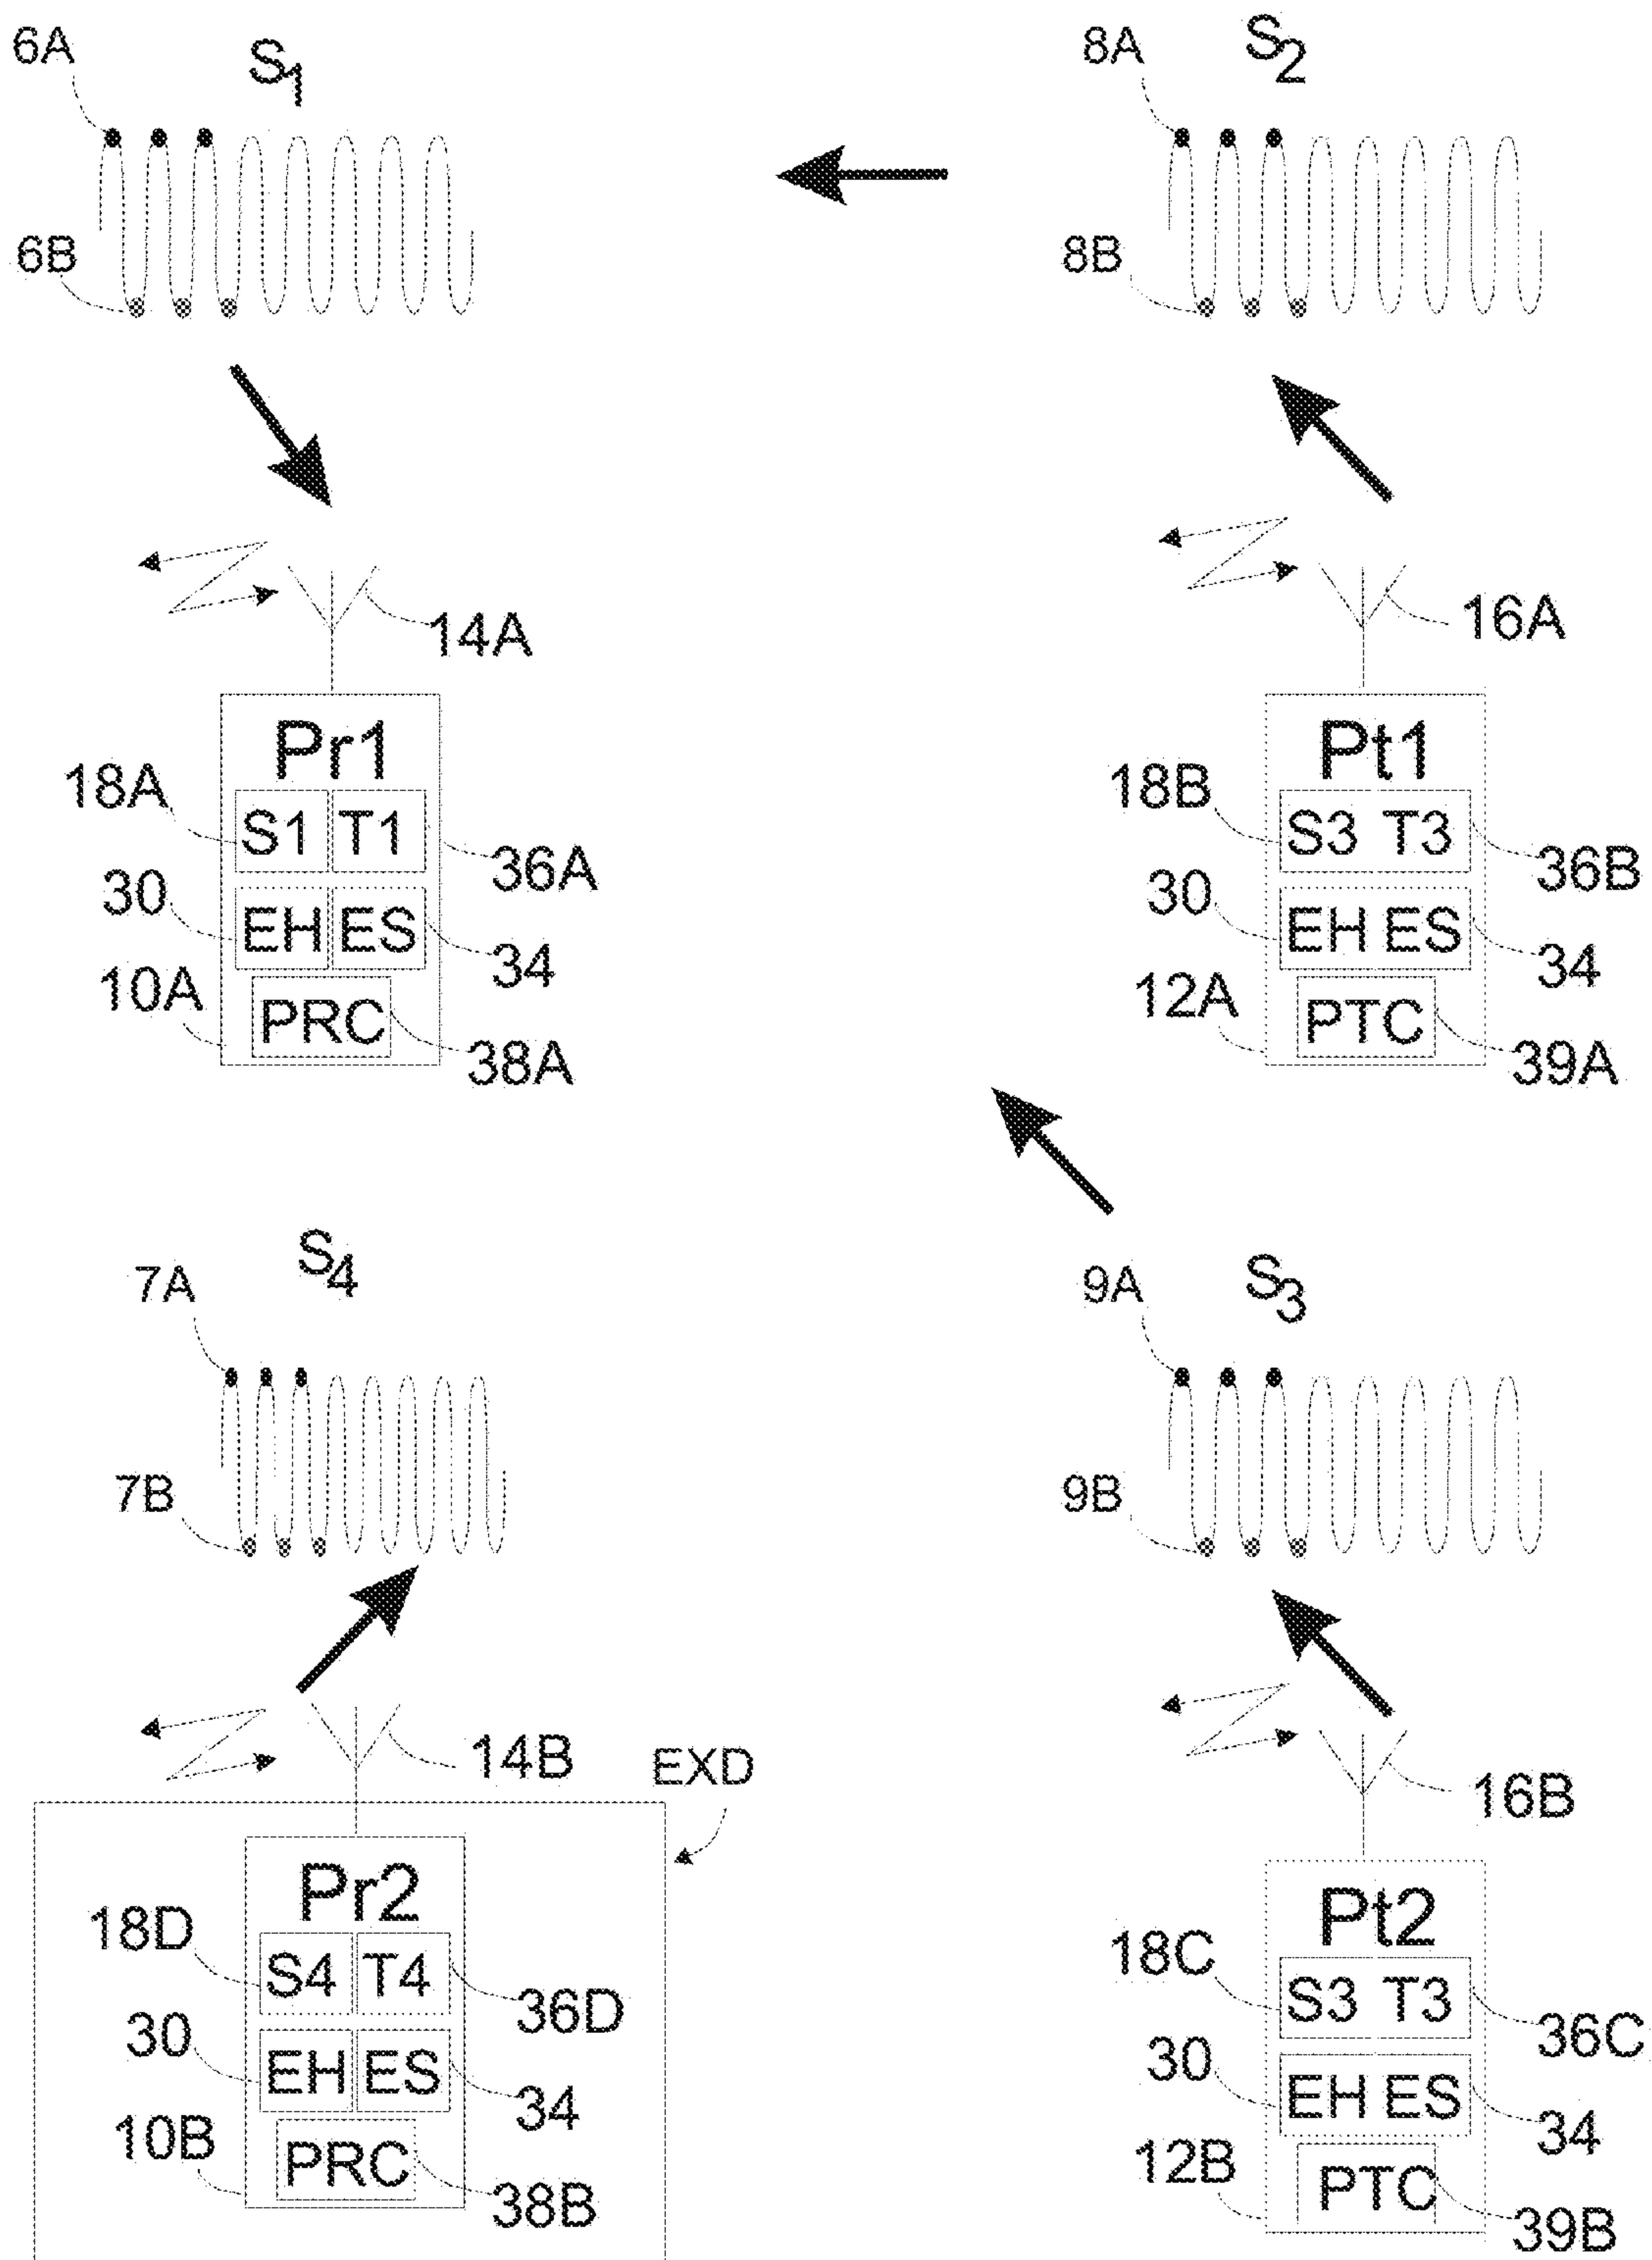 6A S1 8A S2
6B 8B
14A 16A
Pr1 Pt1
18A S1 T1 36A 18B S3 T3 36B
30 EH ES 34 30 EH ES 34
10A PRC 38A 12A PTC 39A
7A S4 9A S3
7B 9B
14B EXD 16B
Pr2 Pt2
18D S4 T4 36D 18C S3 T3 36C
30 EH ES 34 30 EH ES 34
10B PRC 38B 12B PTC 39B